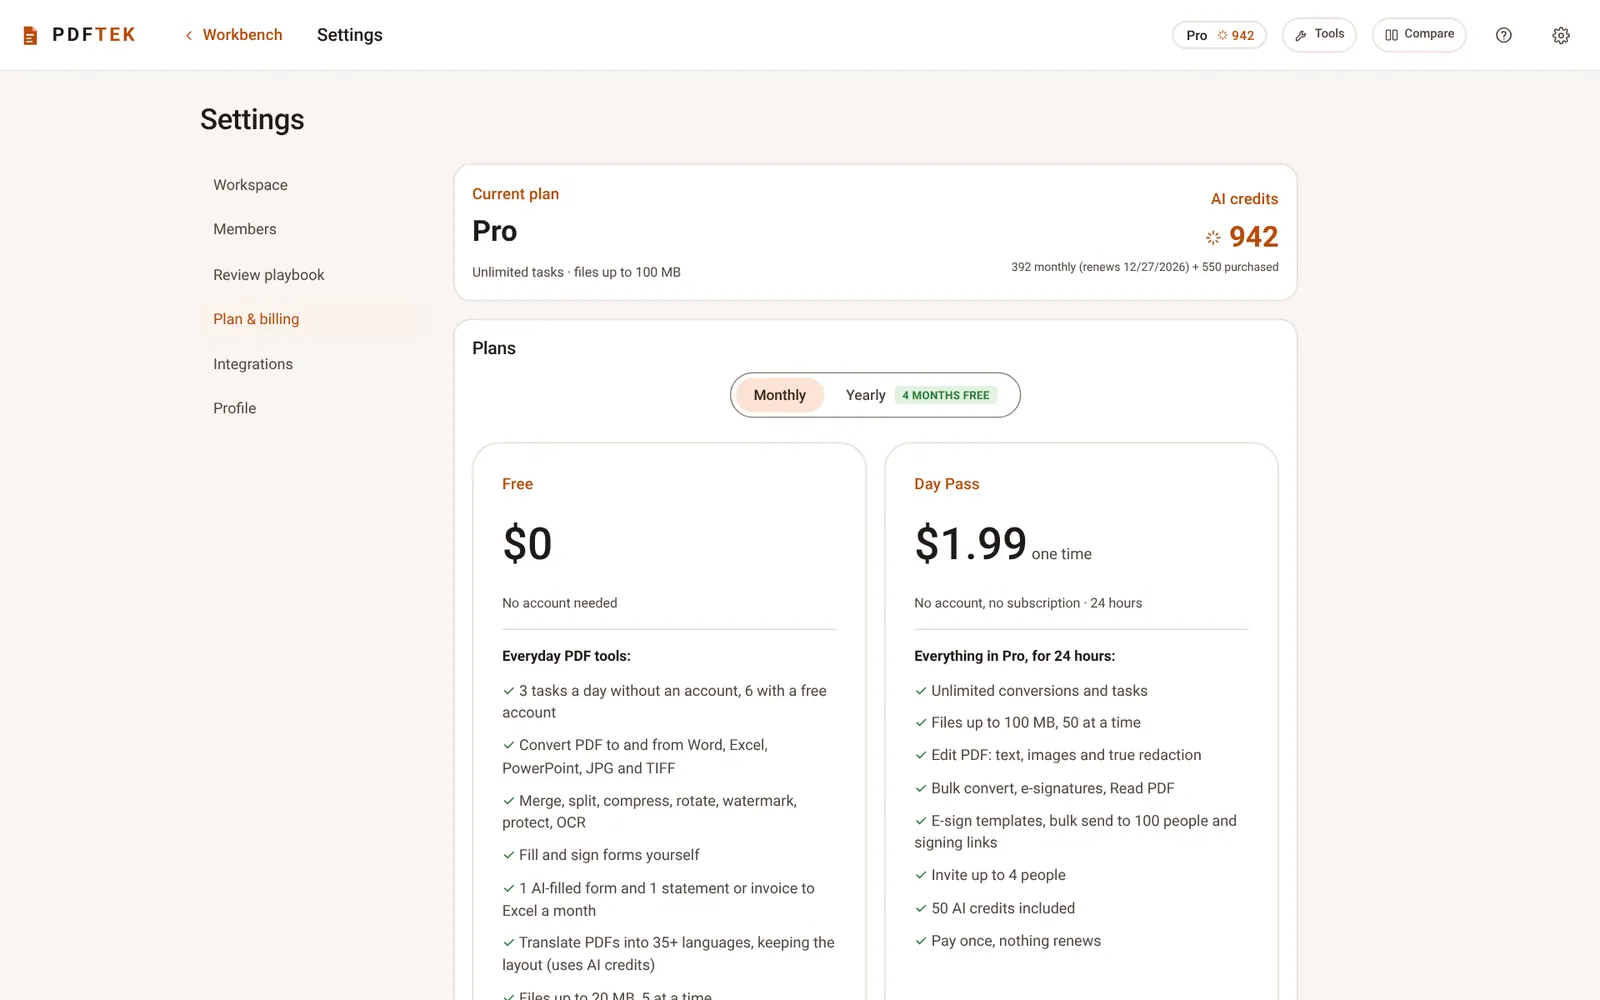 PDFTEK
Workbench
Settings
Pro 942
Tools
Compare
Settings
Workspace
Members
Review playbook
Plan & billing
Integrations
Profile
Current plan
Pro
Unlimited tasks · files up to 100 MB
AI credits
942
392 monthly (renews 12/27/2026) + 550 purchased
Plans
Monthly
Yearly 4 MONTHS FREE
Free
$0
No account needed
Everyday PDF tools:
✓ 3 tasks a day without an account, 6 with a free
account
✓ Convert PDF to and from Word, Excel,
PowerPoint, JPG and TIFF
✓ Merge, split, compress, rotate, watermark,
protect, OCR
✓ Fill and sign forms yourself
✓ 1 AI-filled form and 1 statement or invoice to
Excel a month
✓ Translate PDFs into 35+ languages, keeping the
layout (uses AI credits)
✓ Files up to 20 MB, 5 at a time
Day Pass
$1.99 one time
No account, no subscription · 24 hours
Everything in Pro, for 24 hours:
✓ Unlimited conversions and tasks
✓ Files up to 100 MB, 50 at a time
✓ Edit PDF: text, images and true redaction
✓ Bulk convert, e-signatures, Read PDF
✓ E-sign templates, bulk send to 100 people and
signing links
✓ Invite up to 4 people
✓ 50 AI credits included
✓ Pay once, nothing renews